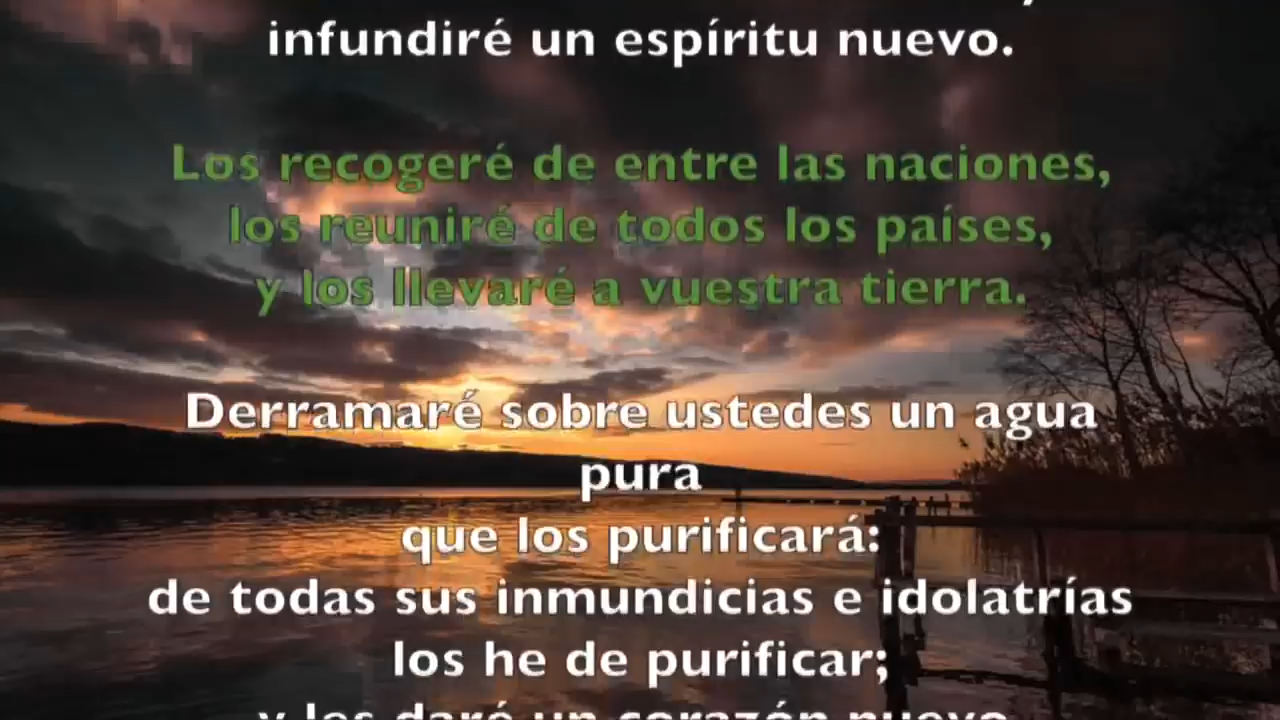 infundiré un espíritu nuevo.
Los recogeré de entre las naciones,
los reuniré de todos los países,
y los llevaré a vuestra tierra.
Derramaré sobre ustedes un agua
pura
que los purificará:
de todas sus inmundicias e idolatrías
los he de purificar;
y les daré un corazón nuevo